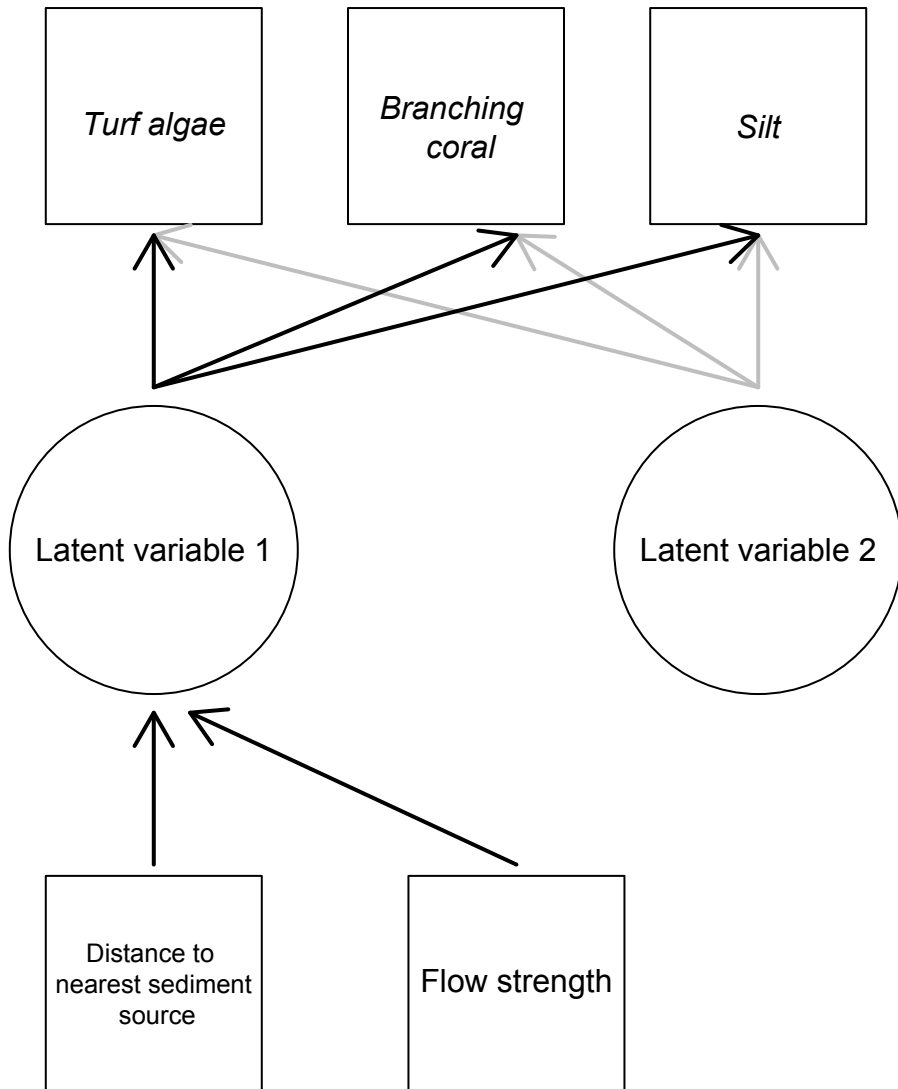 Turf algae
Branching
coral
Silt
Latent variable 1
Latent variable 2
Distance to
nearest sediment
source
Flow strength